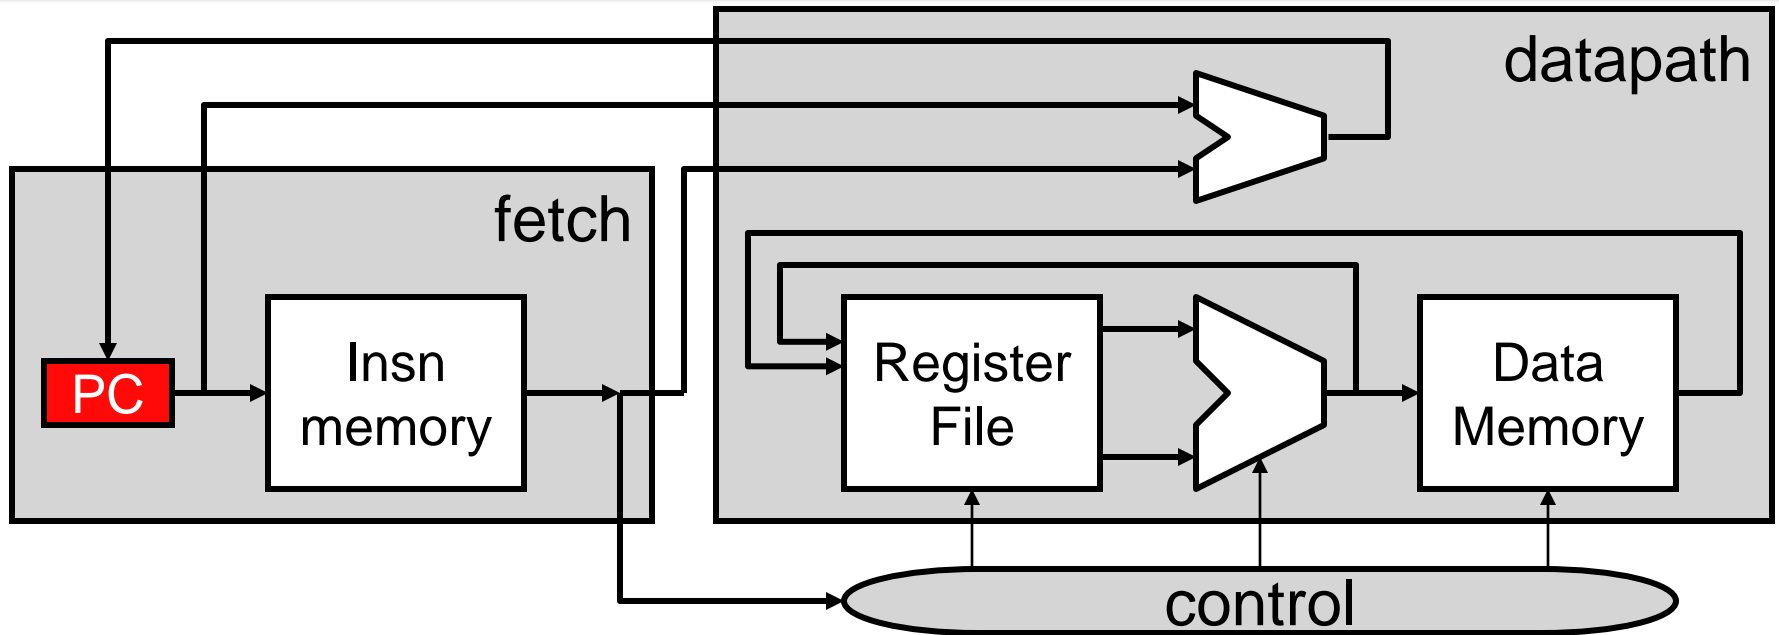 datapath
fetch
PC
Insn
memory
Register
File
Data
Memory
control